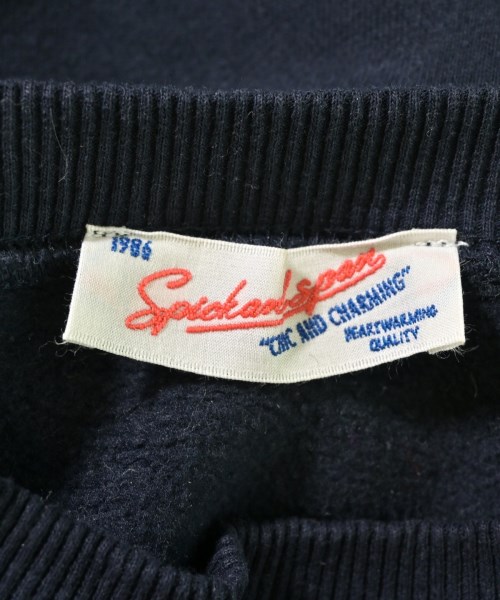 1986
Spick and Span
"CHIC AND CHARMING"
HEARTWARMING
QUALITY